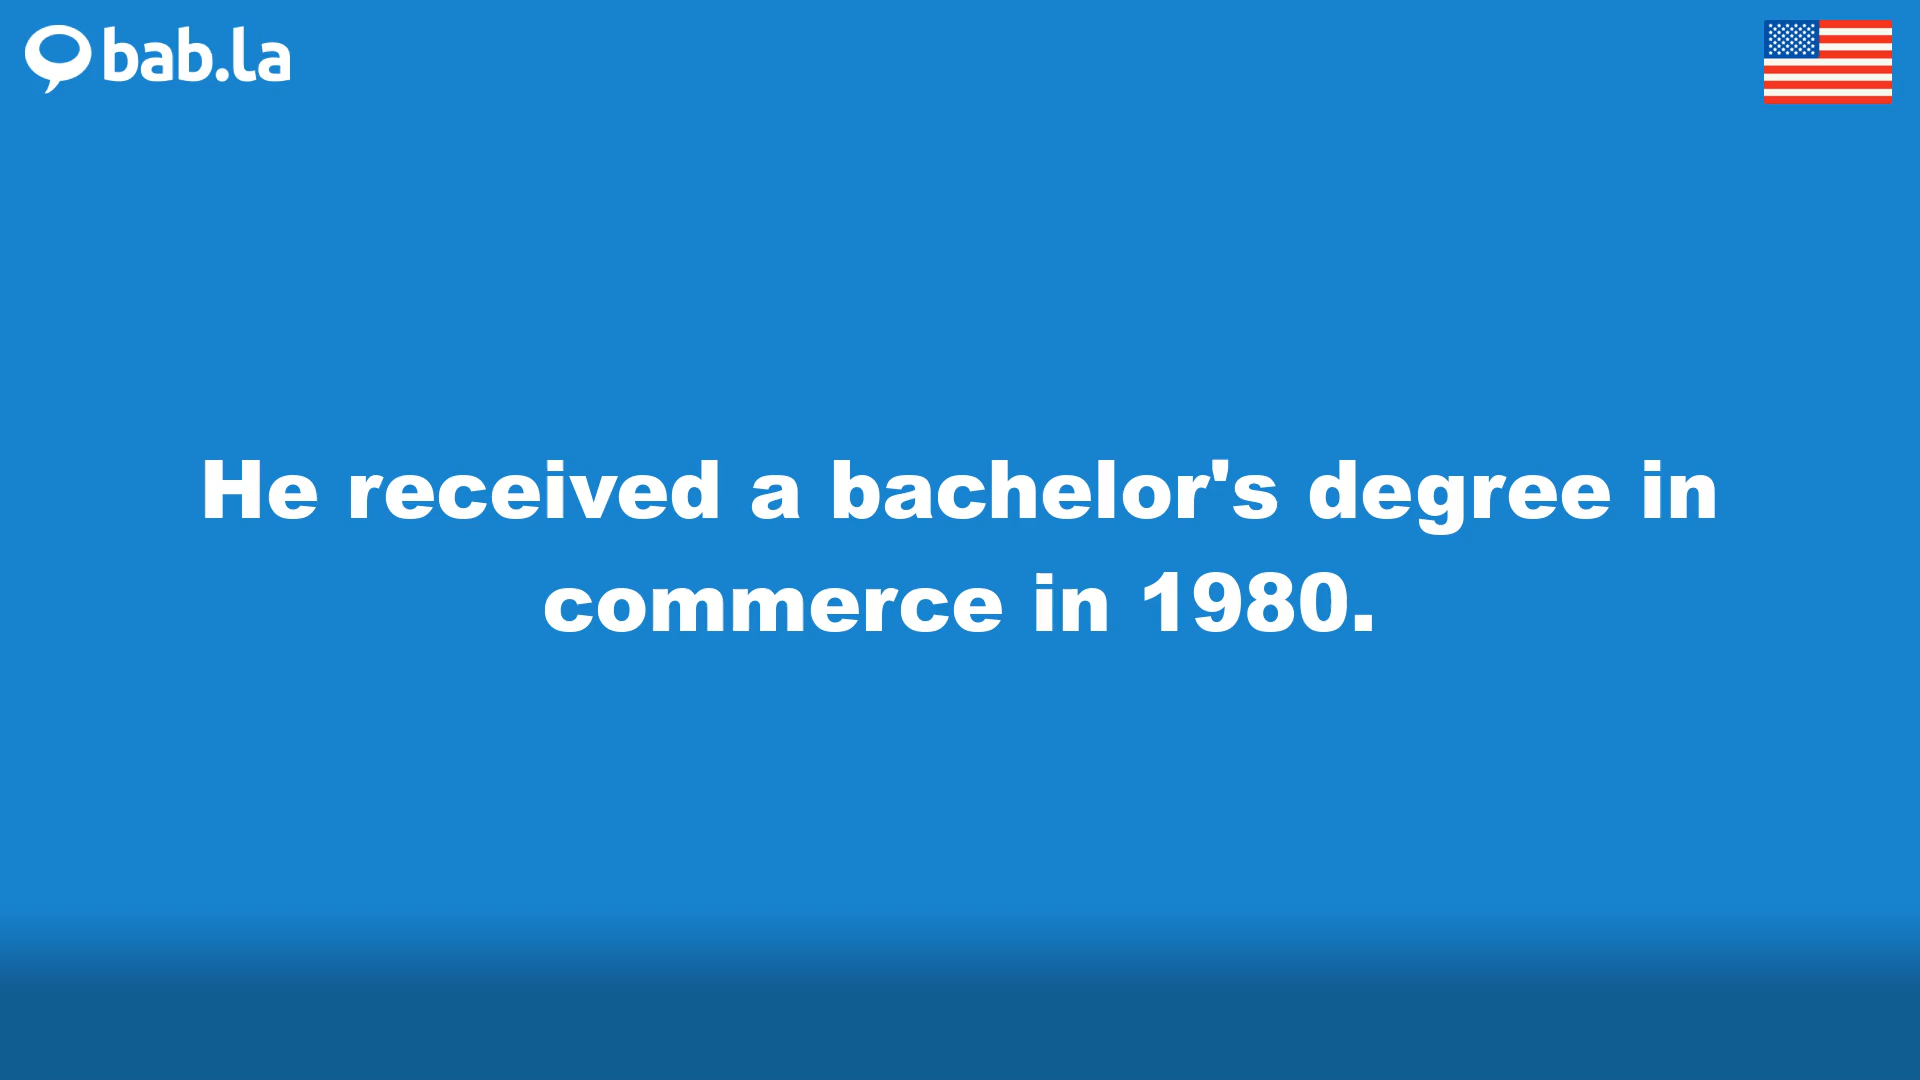 bab.la
He received a bachelor's degree in
commerce in 1980.